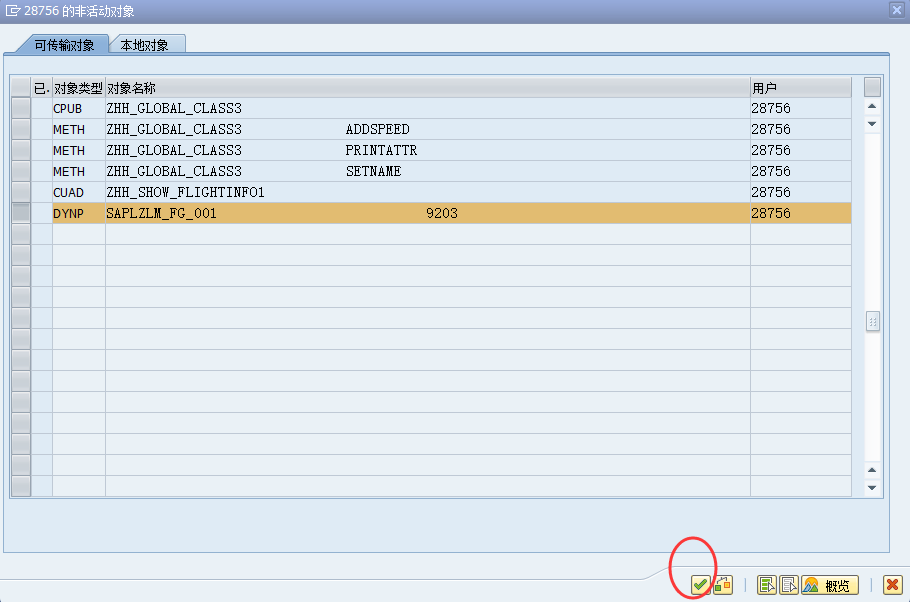 28756 的非活动对象
可传输对象 本地对象
已. 对象类型 对象名称 用户
CPUB ZHH_GLOBAL_CLASS3 28756
METH ZHH_GLOBAL_CLASS3 ADDSPEED 28756
METH ZHH_GLOBAL_CLASS3 PRINTATTR 28756
METH ZHH_GLOBAL_CLASS3 SETNAME 28756
CUAD ZHH_SHOW_FLIGHTINFO1 28756
DYNP SAPLZLM_FG_001 9203 28756
概览